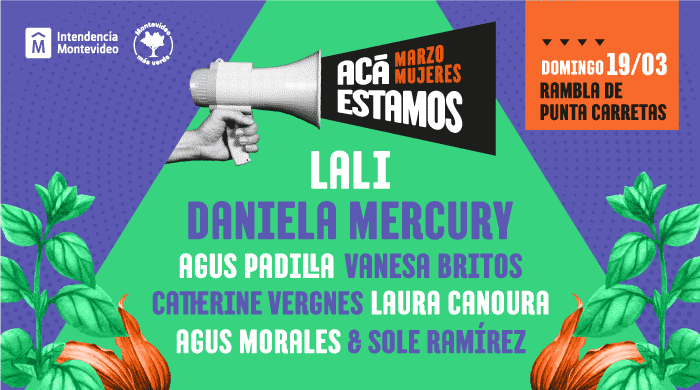 Intendencia
Montevideo
Montevideo
más verde
ACÁ
MARZO
MUJERES
ESTAMOS
DOMINGO 19/03
RAMBLA DE
PUNTA CARRETAS
LALI
DANIELA MERCURY
AGUS PADILLA VANESA BRITOS
CATHERINE VERGNES LAURA CANOURA
AGUS MORALES & SOLE RAMÍREZ